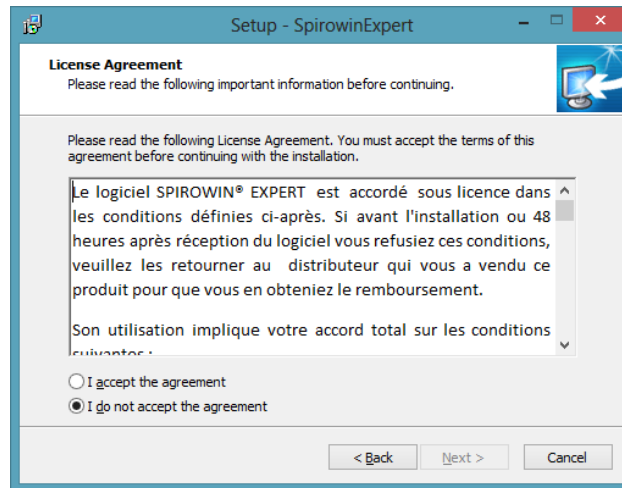 Setup - SpirowinExpert
License Agreement
Please read the following important information before continuing.
Please read the following License Agreement. You must accept the terms of this
agreement before continuing with the installation.
Le logiciel SPIROWIN® EXPERT est accordé sous licence dans
les conditions définies ci-après. Si avant l'installation ou 48
heures après réception du logiciel vous refusiez ces conditions,
veuillez les retourner au distributeur qui vous a vendu ce
produit pour que vous en obteniez le remboursement.
Son utilisation implique votre accord total sur les conditions
suivantes :
I accept the agreement
I do not accept the agreement
< Back
Next >
Cancel